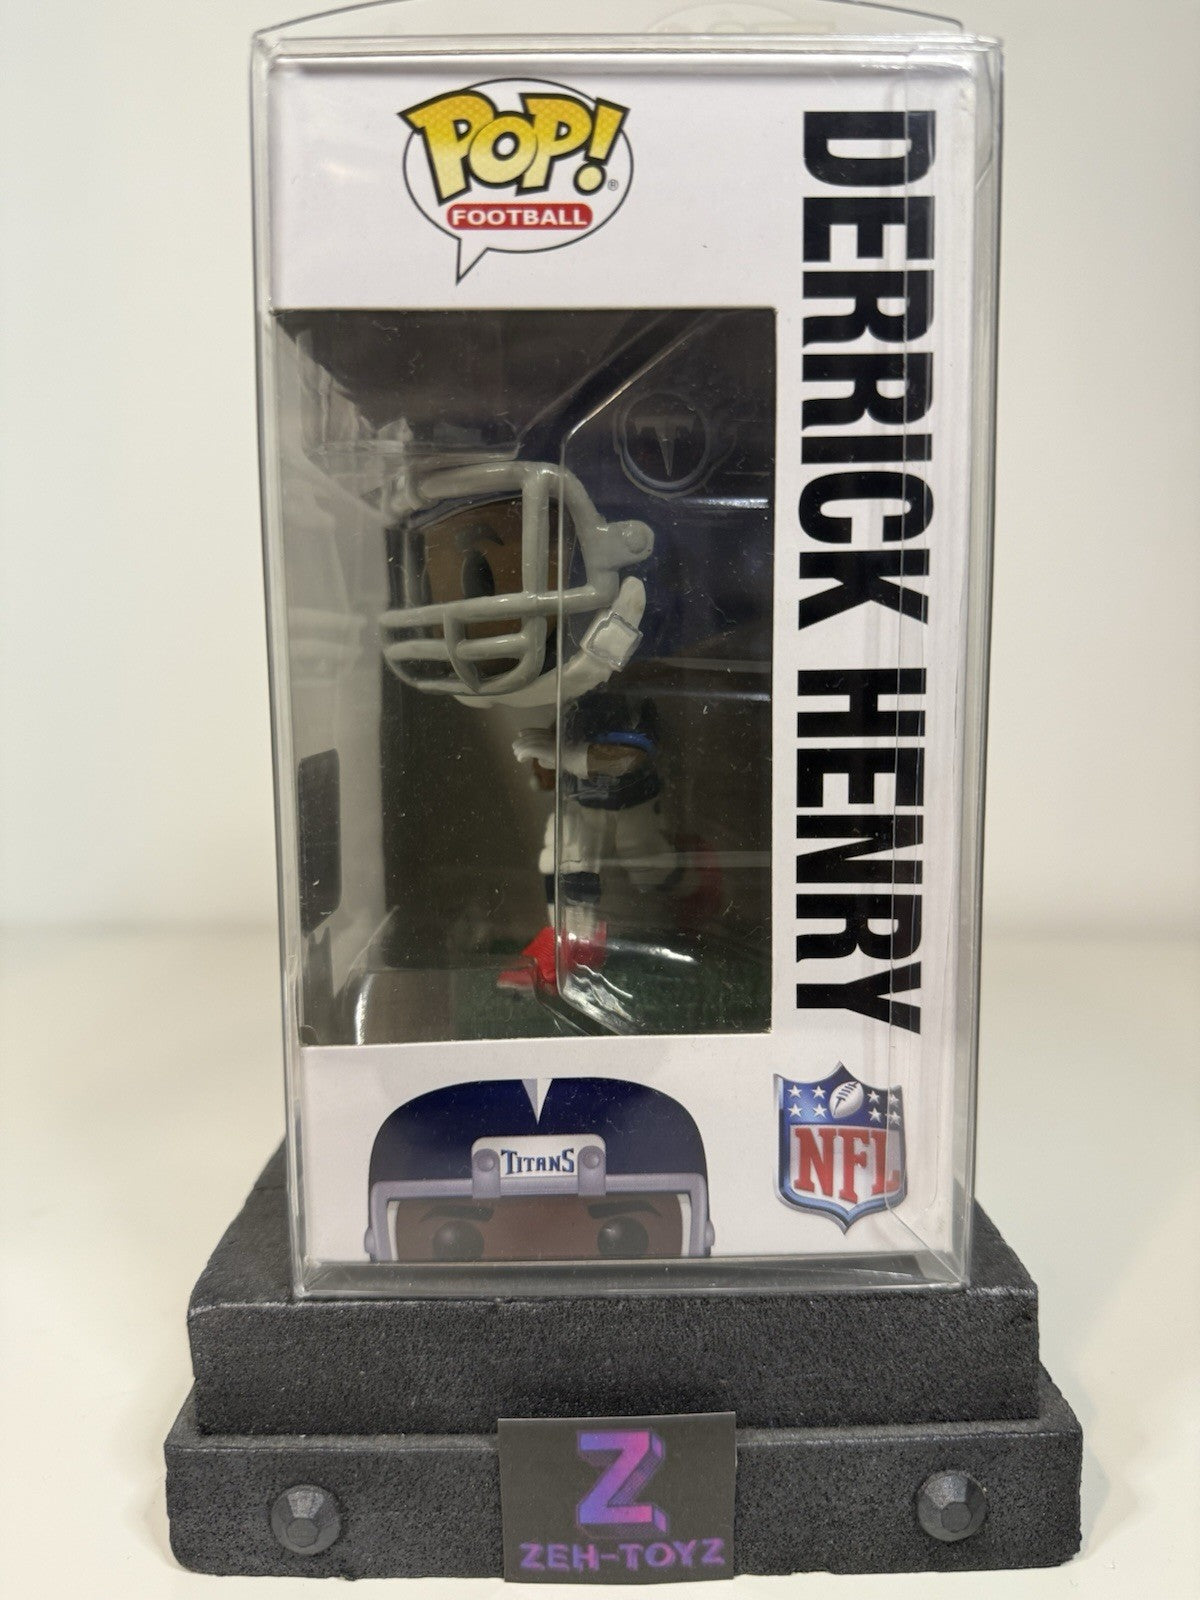 POP!®
FOOTBALL
DERRICK HENRY
TITANS
NFL
Z
ZEH-TOYZ